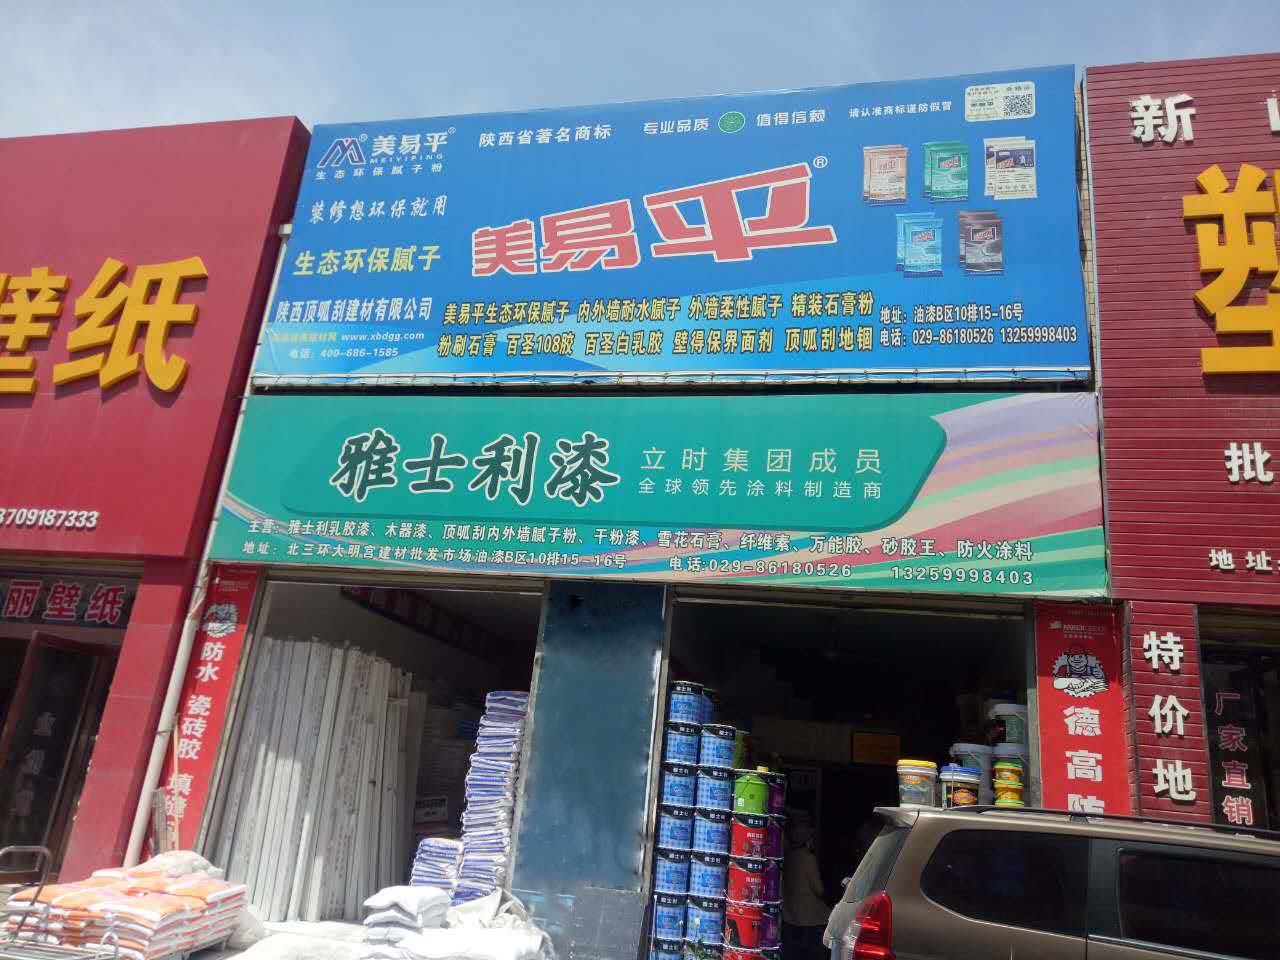 美易平®
MEIYIPING
生态环保腻子粉
陕西省著名商标
专业品质 值得信赖
请认准商标谨防假冒
装修想环保就用
生态环保腻子
美易平®
陕西顶呱刮建材有限公司
www.xbdgg.com
电话：400-686-1585
美易平生态环保腻子 内外墙耐水腻子 外墙柔性腻子 精装石膏粉
粉刷石膏 百圣108胶 百圣白乳胶 壁得保界面剂 顶呱刮地锢
地址：油漆B区10排15-16号
电话：029-86180526 13259998403
雅士利漆
立时集团成员
全球领先涂料制造商
主营：雅士利乳胶漆、木器漆、顶呱刮内外墙腻子粉、干粉漆、雪花石膏、纤维素、万能胶、砂胶王、防火涂料
地址：北三环大明宫建材批发市场油漆B区10排15-16号 电话:029-86180526 13259998403
壁纸
3709187333
丽壁纸
防水 瓷砖胶 填缝
德高防
新
塑
批
地址
特价地
厂家直销